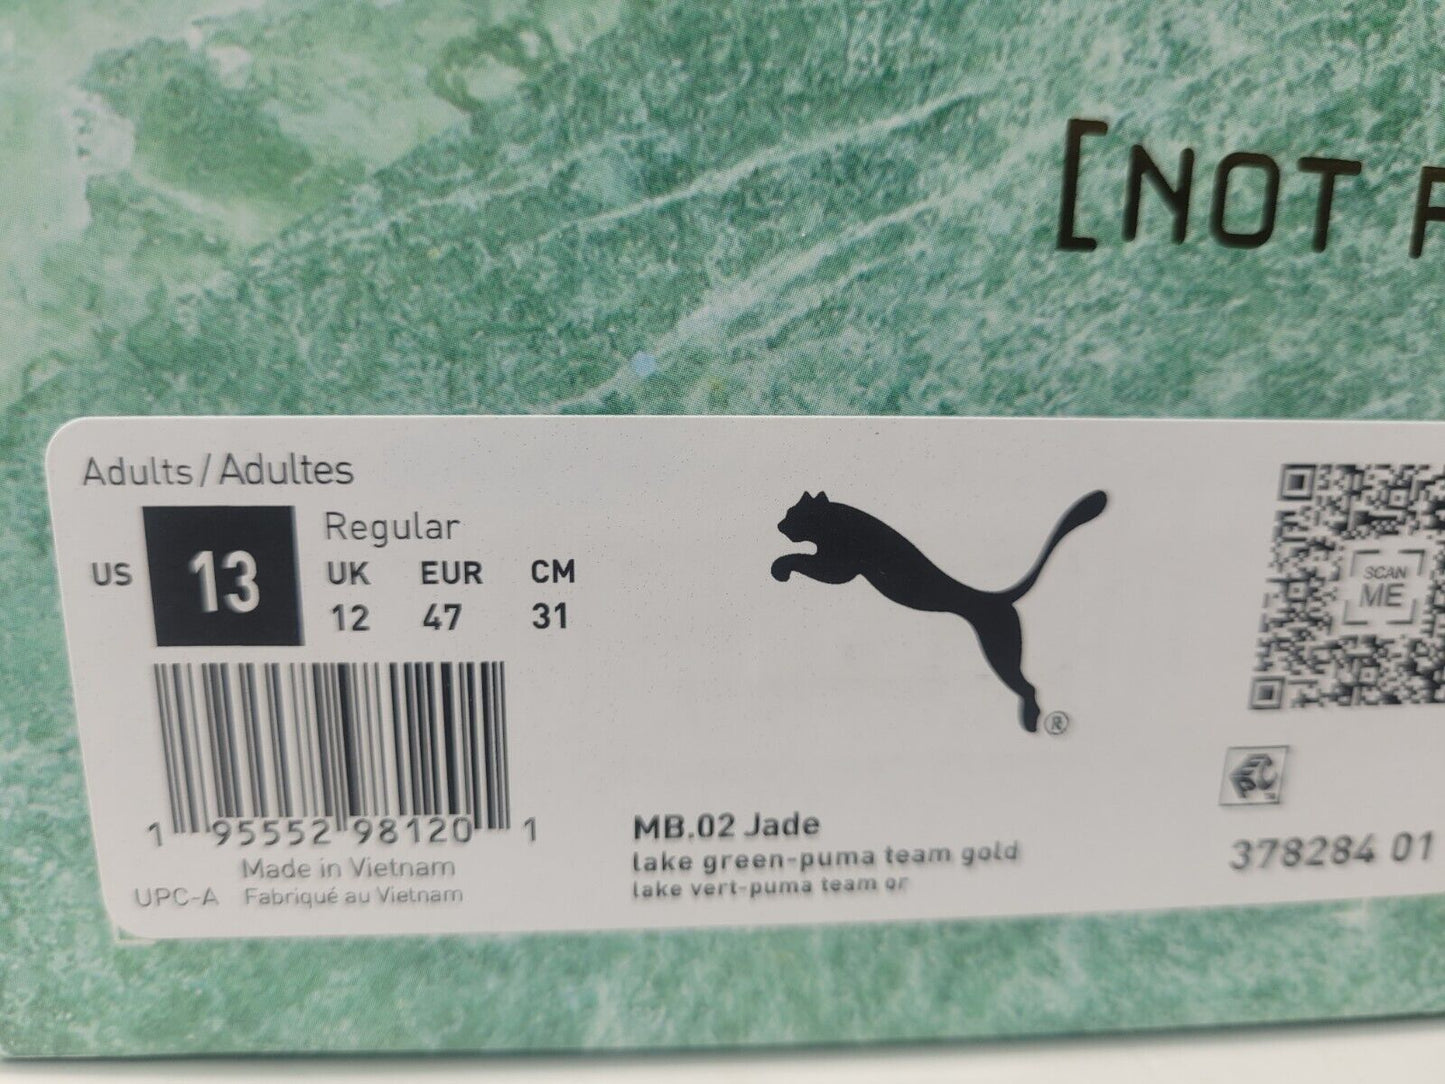 [NOT
Adults/Adultes
US 13
Regular
UK EUR CM
12 47 31
1 95552 98120 1
Made in Vietnam
UPC-A Fabriqué au Vietnam
®
MB.02 Jade
lake green-puma team gold
lake vert-puma team or
SCAN
ME
378284 01